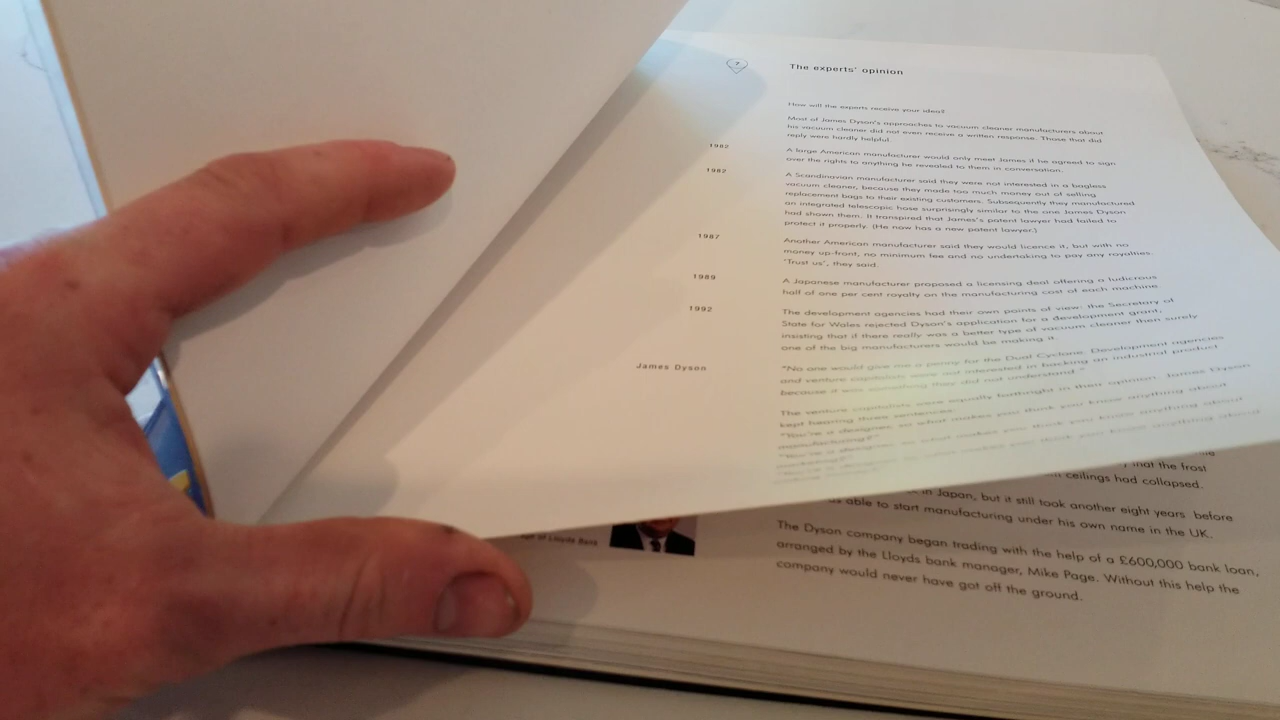 7
The experts' opinion
How will the experts receive your idea?
Most of James Dyson's approaches to vacuum cleaner manufacturers about
his vacuum cleaner did not even receive a written response. Those that did
reply were hardly helpful.
1982
A large American manufacturer would only meet James if he agreed to sign
over the rights to anything he revealed to them in conversation.
1982
A Scandinavian manufacturer said they were not interested in a bagless
vacuum cleaner, because they made too much money out of selling
replacement bags to their existing customers. Subsequently they manufactured
an integrated telescopic hose surprisingly similar to the one James Dyson
had shown them. It transpired that James's patent lawyer had failed to
protect it properly. (He now has a new patent lawyer.)
1987
Another American manufacturer said they would licence it, but with no
money up-front, no minimum fee and no undertaking to pay any royalties.
"Trust us", they said.
1989
A Japanese manufacturer proposed a licensing deal offering a ludicrous
half of one per cent royalty on the manufacturing cost of each machine.
1992
The development agencies had their own points of view: the Secretary of
State for Wales rejected Dyson's application for a development grant,
insisting that if there really was a better type of vacuum cleaner then surely
one of the big manufacturers would be making it.
James Dyson
"No one would give me a penny for the Dual Cyclone. Development agencies
and venture capitalists were not interested in backing an industrial product
because it was something they did not understand."
The venture capitalists were equally forthright in their opinion. James Dyson
kept hearing three sentences:
"You're a designer, so what makes you think you know anything about
manufacturing?"
"You're a designer, so what makes you think you know anything about
marketing?"
that the frost
ceilings had collapsed.
in Japan, but it still took another eight years before
able to start manufacturing under his own name in the UK.
of Lloyds Bank
The Dyson company began trading with the help of a £600,000 bank loan,
arranged by the Lloyds bank manager, Mike Page. Without this help the
company would never have got off the ground.